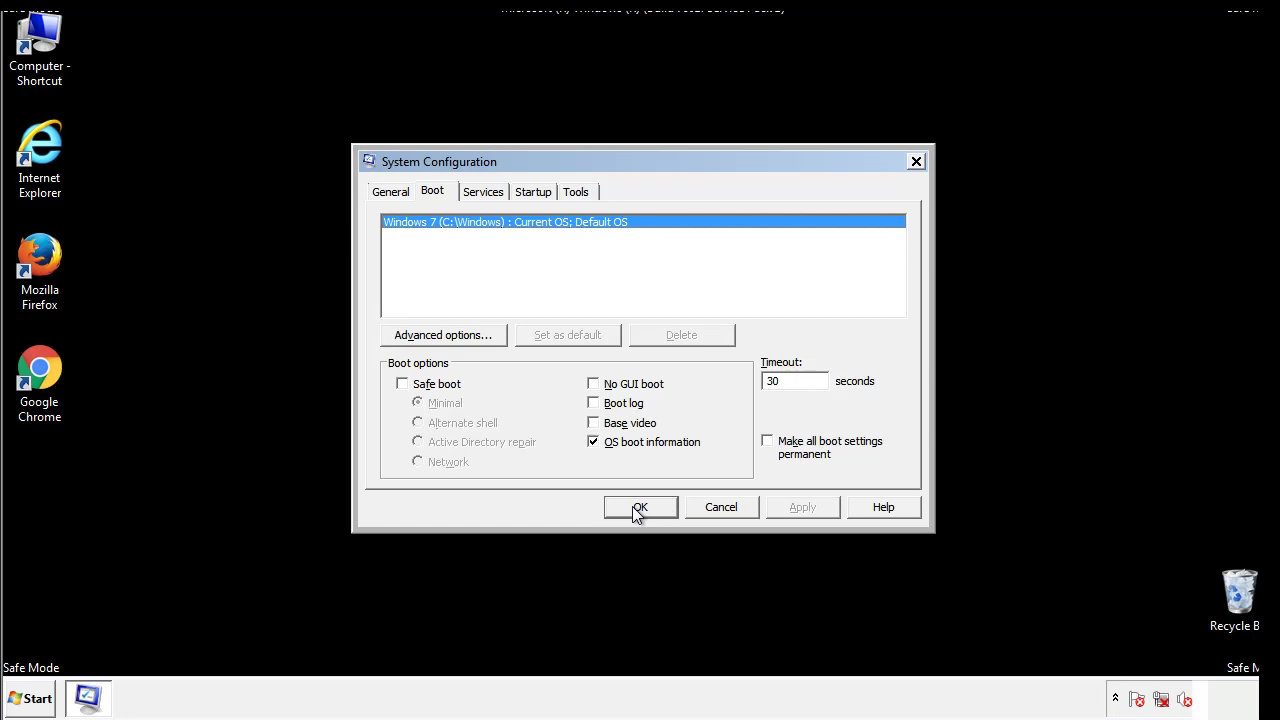 Computer -
Shortcut
Internet
Explorer
Mozilla
Firefox
Google
Chrome
System Configuration
General Boot Services Startup Tools
Windows 7 (C:\Windows) : Current OS; Default OS
Advanced options... Set as default Delete
Boot options
Safe boot
Minimal
Alternate shell
Active Directory repair
Network
No GUI boot
Boot log
Base video
OS boot information
Timeout:
30 seconds
Make all boot settings
permanent
OK Cancel Apply Help
Recycle B
Safe Mode
Safe M
Start